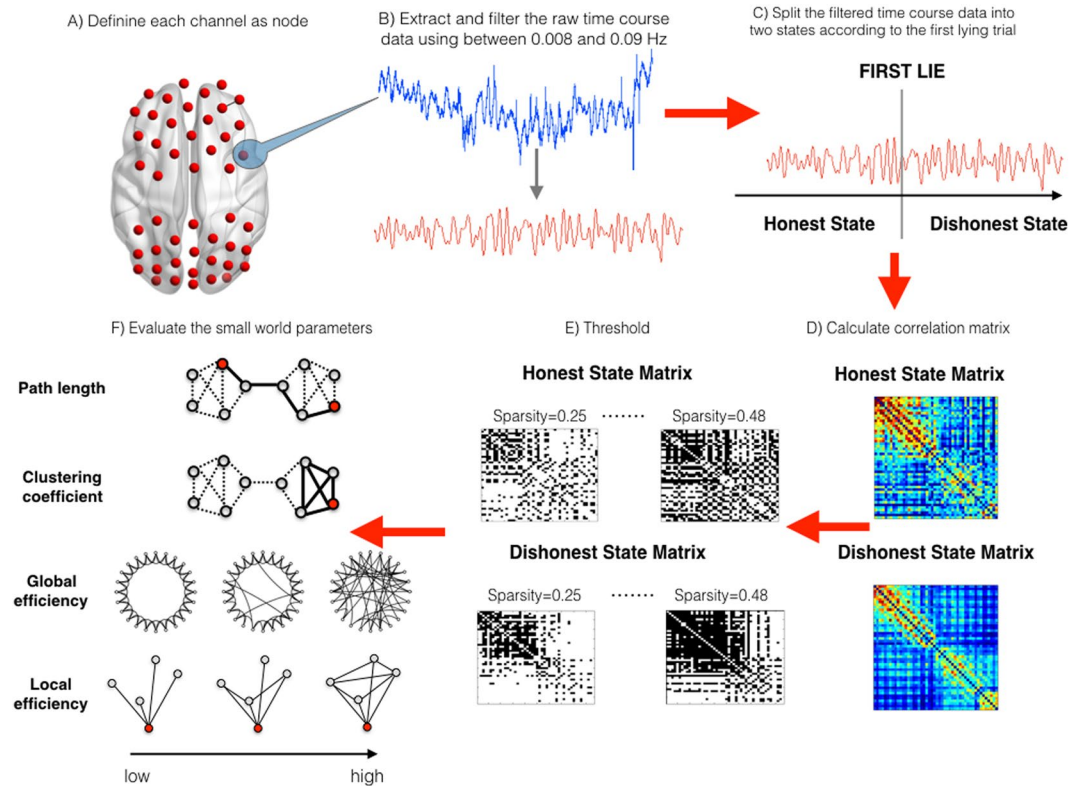 A) Definine each channel as node
B) Extract and filter the raw time course
data using between 0.008 and 0.09 Hz
C) Split the filtered time course data into
two states according to the first lying trial
FIRST LIE
Honest State
Dishonest State
D) Calculate correlation matrix
Honest State Matrix
Dishonest State Matrix
E) Threshold
Honest State Matrix
Sparsity=0.25 ······ Sparsity=0.48
Dishonest State Matrix
Sparsity=0.25 ······ Sparsity=0.48
F) Evaluate the small world parameters
Path length
Clustering
coefficient
Global
efficiency
Local
efficiency
low
high